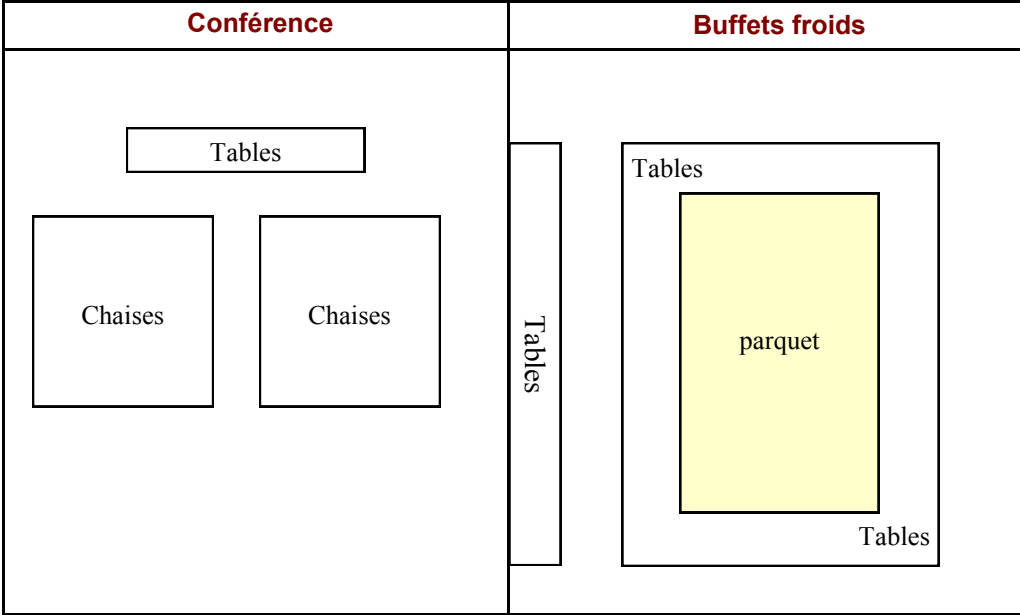 Conférence
Buffets froids
Tables
Chaises
Chaises
Tables
Tables
parquet
Tables